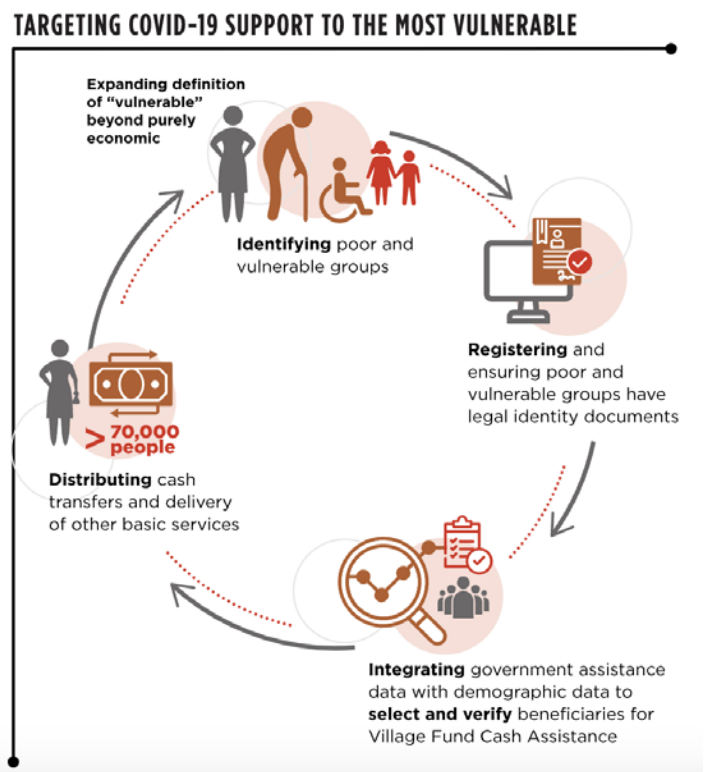 TARGETING COVID-19 SUPPORT TO THE MOST VULNERABLE
Expanding definition
of “vulnerable”
beyond purely
economic
Identifying poor and
vulnerable groups
Registering and
ensuring poor and
vulnerable groups have
legal identity documents
Integrating government assistance
data with demographic data to
select and verify beneficiaries for
Village Fund Cash Assistance
> 70,000
people
Distributing cash
transfers and delivery
of other basic services